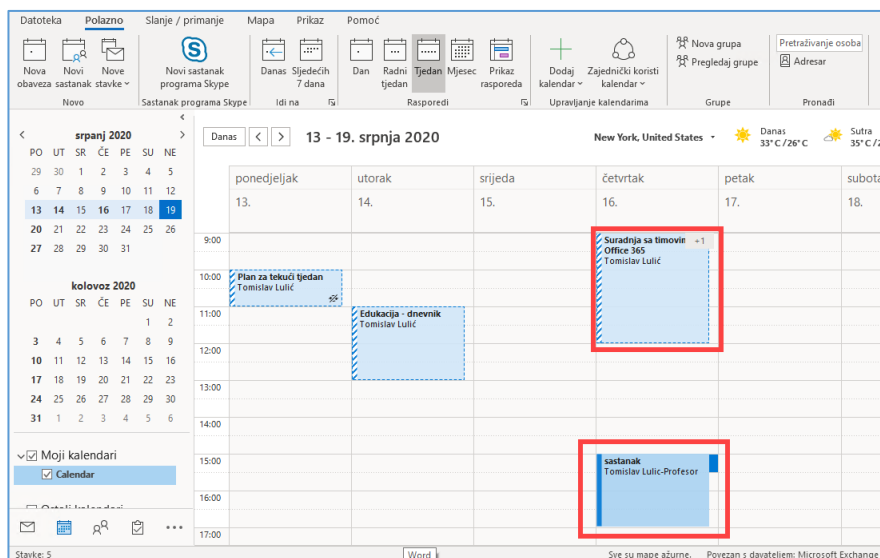 Datoteka Polazno Slanje / primanje Mapa Prikaz Pomoć
Nova obaveza
Novi sastanak
Nove stavke
Novo
Novi sastanak programa Skype
Sastanak programa Skype
Danas
Sljedećih 7 dana
Idi na
Dan
Radni tjedan
Tjedan
Mjesec
Prikaz rasporeda
Rasporedi
Dodaj kalendar
Zajednički koristi kalendar
Upravljanje kalendarima
Nova grupa
Pregledaj grupe
Grupe
Pretraživanje osoba
Adresar
Pronađi
srpanj 2020
PO UT SR ČE PE SU NE
29 30 1 2 3 4 5
6 7 8 9 10 11 12
13 14 15 16 17 18 19
20 21 22 23 24 25 26
27 28 29 30 31
kolovoz 2020
PO UT SR ČE PE SU NE
1 2
3 4 5 6 7 8 9
10 11 12 13 14 15 16
17 18 19 20 21 22 23
24 25 26 27 28 29 30
31 1 2 3 4 5 6
Moji kalendari
Calendar
Danas 13 - 19. srpnja 2020 New York, United States
Danas
33°C/26°C
Sutra
35°C/2
ponedjeljak utorak srijeda četvrtak petak subota
13. 14. 15. 16. 17. 18.
9:00
10:00
11:00
12:00
13:00
14:00
15:00
16:00
17:00
Plan za tekući tjedan
Tomislav Lulić
Edukacija - dnevnik
Tomislav Lulić
Suradnja sa timovim +1
Office 365
Tomislav Lulić
sastanak
Tomislav Lulic-Profesor
Stavke: 5
Word
Sve su mape ažurne. Povezan s davateljem: Microsoft Exchange